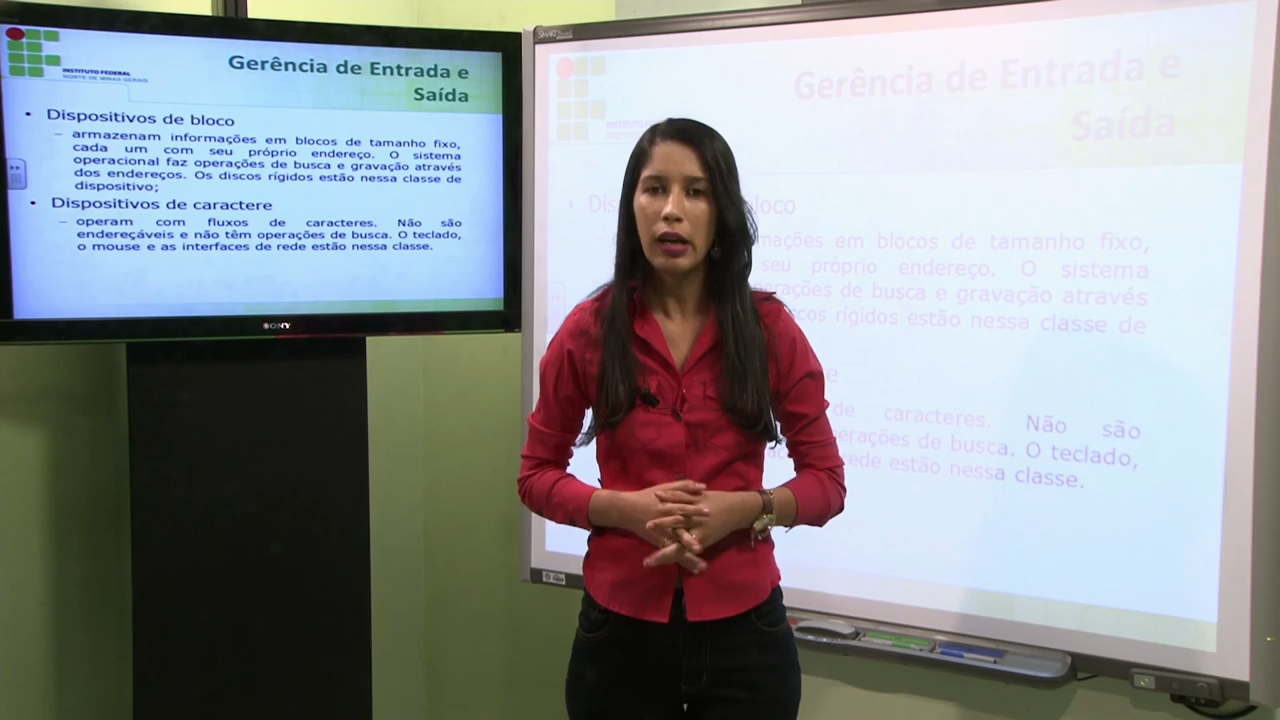 INSTITUTO FEDERAL
NORTE DE MINAS GERAIS
Gerência de Entrada e
Saída
• Dispositivos de bloco
– armazenam informações em blocos de tamanho fixo,
cada um com seu próprio endereço. O sistema
operacional faz operações de busca e gravação através
dos endereços. Os discos rígidos estão nessa classe de
dispositivo;
• Dispositivos de caractere
– operam com fluxos de caracteres. Não são
endereçáveis e não têm operações de busca. O teclado,
o mouse e as interfaces de rede estão nessa classe.
SONY
Gerência de Entrada e
Saída
• Dis loco
mações em blocos de tamanho fixo,
seu próprio endereço. O sistema
perações de busca e gravação através
scos rígidos estão nessa classe de
e
de caracteres. Não são
erações de busca. O teclado,
rede estão nessa classe.